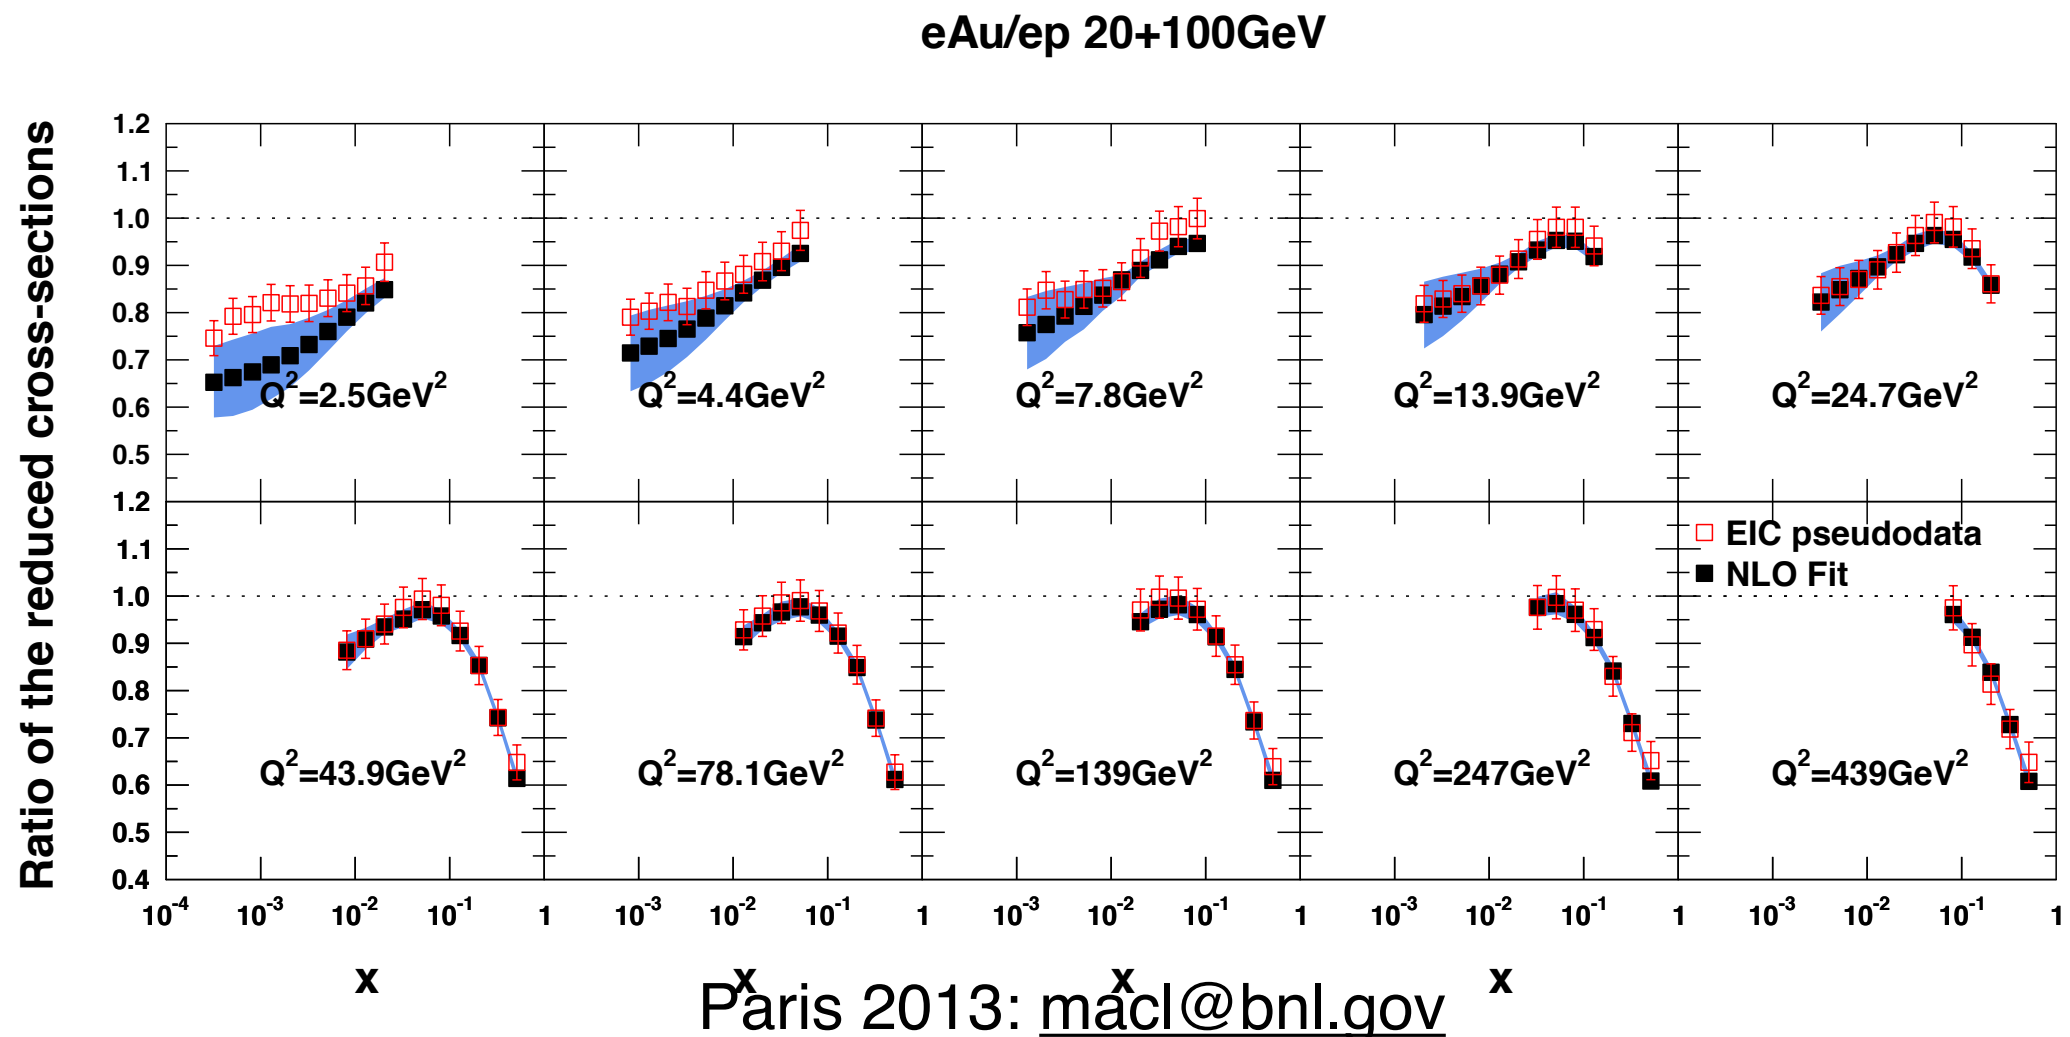 eAu/ep 20+100GeV
Ratio of the reduced cross-sections
1.2
1.1
1.0
0.9
0.8
0.7
0.6
0.5
Q²=2.5GeV²
Q²=4.4GeV²
Q²=7.8GeV²
Q²=13.9GeV²
Q²=24.7GeV²
1.2
1.1
1.0
0.9
0.8
0.7
0.6
0.5
0.4
EIC pseudodata
NLO Fit
Q²=43.9GeV²
Q²=78.1GeV²
Q²=139GeV²
Q²=247GeV²
Q²=439GeV²
10⁻⁴ 10⁻³ 10⁻² 10⁻¹ 1 10⁻³ 10⁻² 10⁻¹ 1 10⁻³ 10⁻² 10⁻¹ 1 10⁻³ 10⁻² 10⁻¹ 1 10⁻³ 10⁻² 10⁻¹ 1
x x x x
Paris 2013: macl@bnl.gov